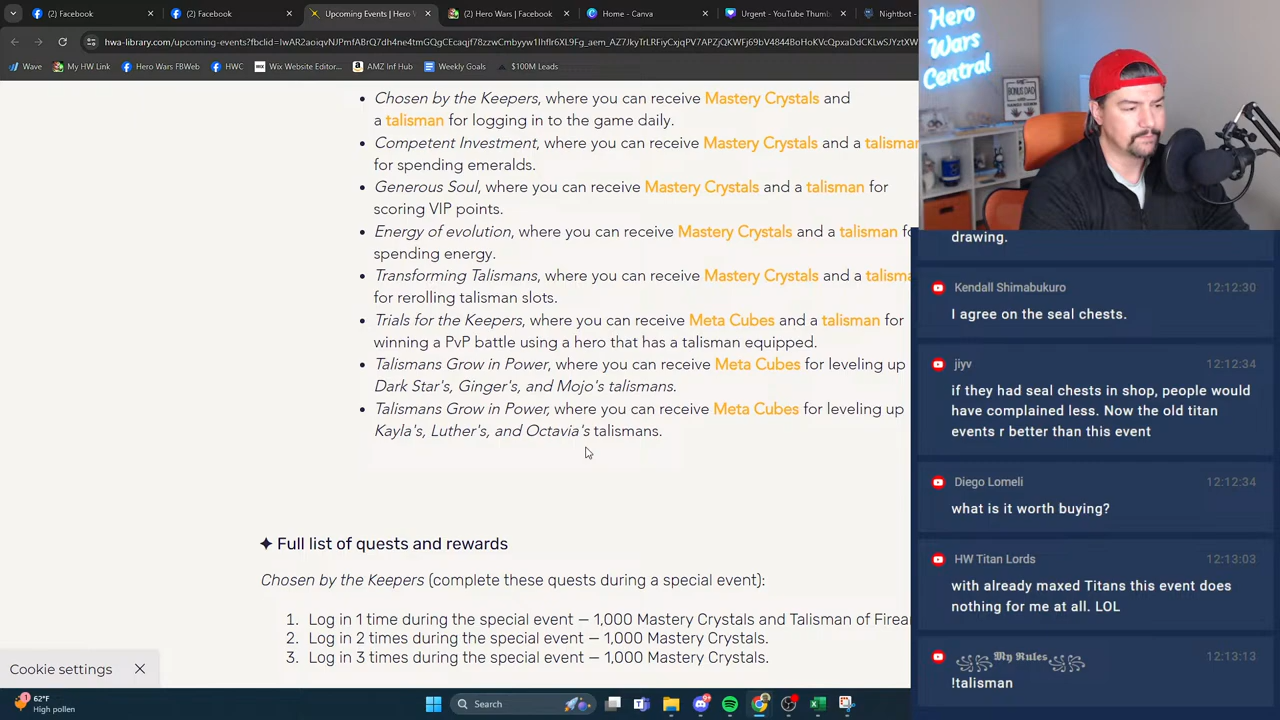 Facebook
Facebook
Upcoming Events | Hero V
(2) Hero Wars | Facebook
Home - Canva
Urgent - YouTube Thumb
Nightbot
Wave
My HW Link
Hero Wars FBWeb
HWC
Wix Website Editor...
AMZ Inf Hub
Weekly Goals
$100M Leads
Hero
Wars
Central
BONUS DAD
Chosen by the Keepers, where you can receive Mastery Crystals and
a talisman for logging in to the game daily.
Competent Investment, where you can receive Mastery Crystals and a talisman
for spending emeralds.
Generous Soul, where you can receive Mastery Crystals and a talisman for
scoring VIP points.
Energy of evolution, where you can receive Mastery Crystals and a talisman fo
spending energy.
Transforming Talismans, where you can receive Mastery Crystals and a talisma
for rerolling talisman slots.
Trials for the Keepers, where you can receive Meta Cubes and a talisman for
winning a PvP battle using a hero that has a talisman equipped.
Talismans Grow in Power, where you can receive Meta Cubes for leveling up
Dark Star's, Ginger's, and Mojo's talismans.
Talismans Grow in Power, where you can receive Meta Cubes for leveling up
Kayla's, Luther's, and Octavia's talismans.
Full list of quests and rewards
Chosen by the Keepers (complete these quests during a special event):
1. Log in 1 time during the special event – 1,000 Mastery Crystals and Talisman of Firear
2. Log in 2 times during the special event – 1,000 Mastery Crystals.
3. Log in 3 times during the special event – 1,000 Mastery Crystals.
Cookie settings
drawing.
Kendall Shimabukuro 12:12:30
I agree on the seal chests.
jiyv 12:12:34
if they had seal chests in shop, people would
have complained less. Now the old titan
events r better than this event
Diego Lomeli 12:12:34
what is it worth buying?
HW Titan Lords 12:13:03
with already maxed Titans this event does
nothing for me at all. LOL
My Rules 12:13:13
!talisman
62°F
High pollen
Search